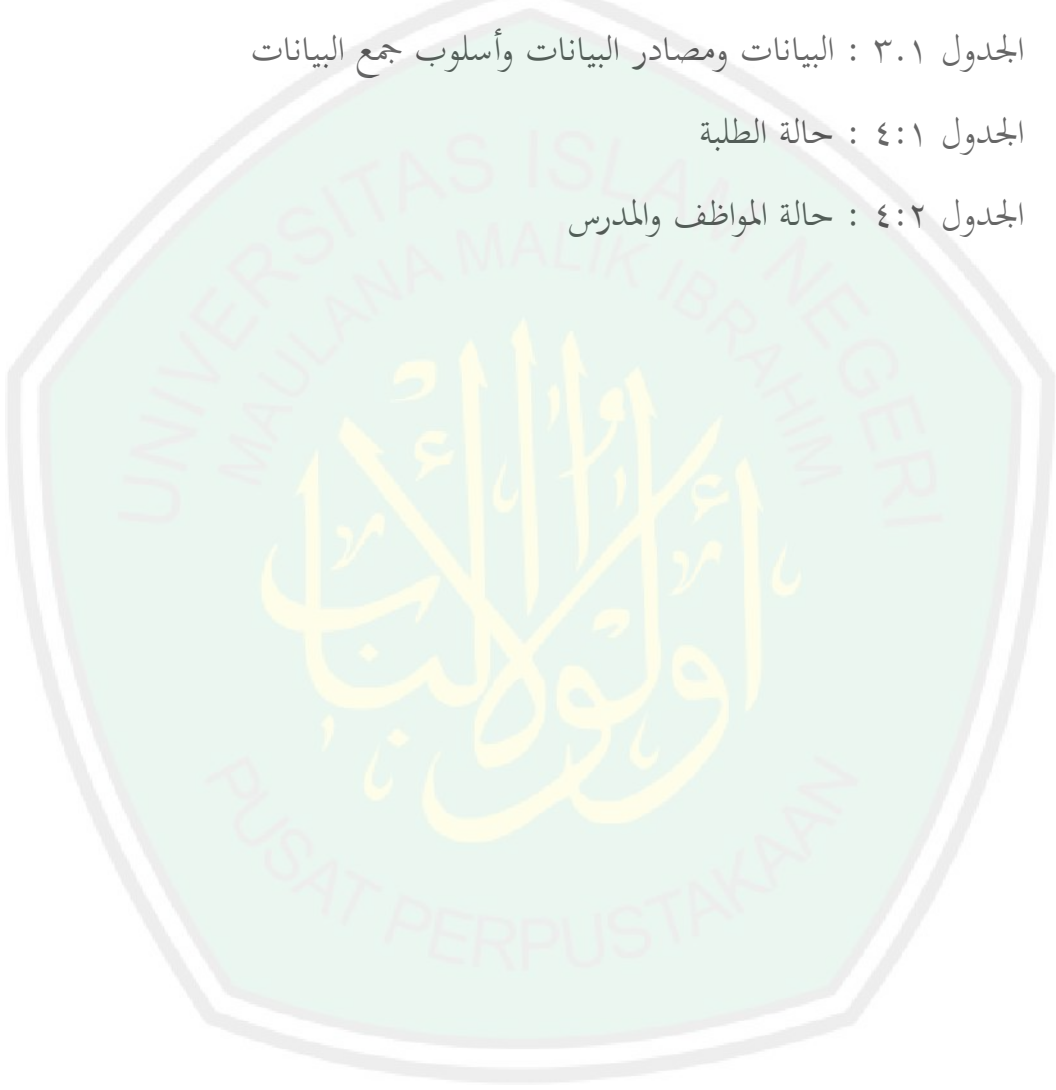 الجدول ٣.١ : البيانات ومصادر البيانات وأسلوب جمع البيانات
الجدول ٤:١ : حالة الطلبة
الجدول ٤:٢ : حالة المواظف والمدرس
UNIVERSITAS ISLAM NEGERI
MAULANA MALIK IBRAHIM
أولوا الألباب
PUSAT PERPUSTAKAAN